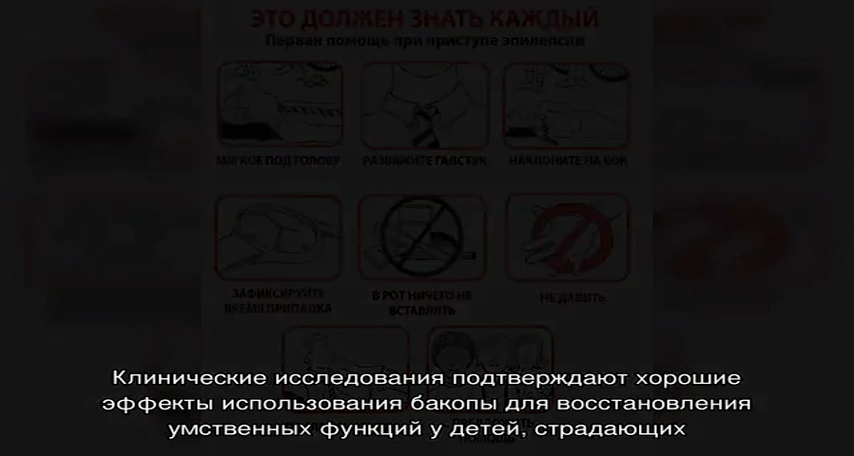 ЭТО ДОЛЖЕН ЗНАТЬ КАЖДЫЙ
Первая помощь при приступе эпилепсии
МЯГКОЕ ПОД ГОЛОВУ
РАЗВЯЖИТЕ ГАЛСТУК
НАКЛОНИТЕ НА БОК
ЗАФИКСИРУЙТЕ
ВРЕМЯ ПРИПАДКА
В РОТ НИЧЕГО НЕ
ВСТАВЛЯТЬ
НЕ ДАВИТЬ
Клинические исследования подтверждают хорошие
эффекты использования бакопы для восстановления
умственных функций у детей, страдающих